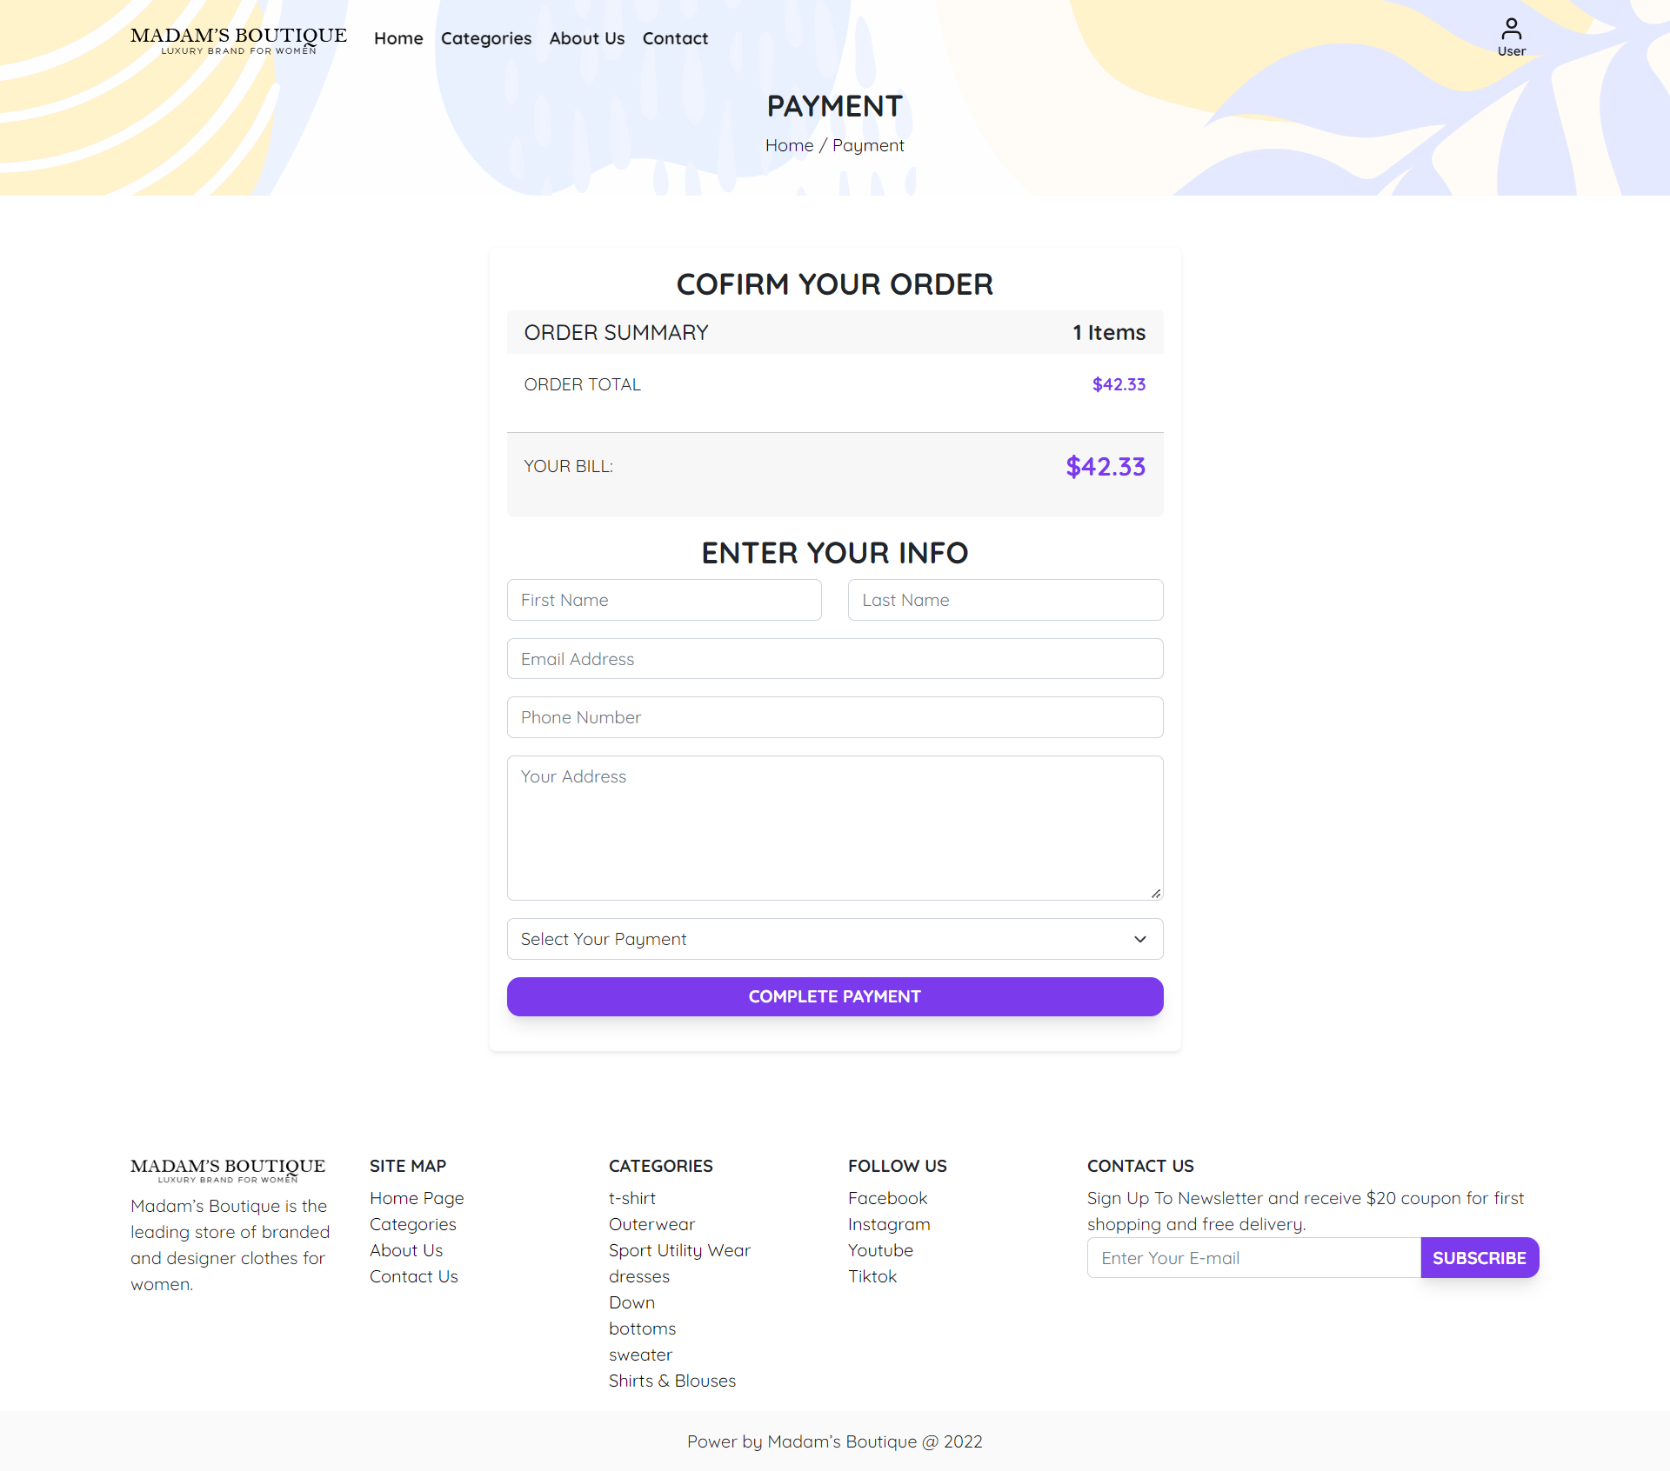 MADAM'S BOUTIQUE
LUXURY BRAND FOR WOMEN
Home Categories About Us Contact
User
PAYMENT
Home / Payment
COFIRM YOUR ORDER
ORDER SUMMARY 1 Items
ORDER TOTAL $42.33
YOUR BILL: $42.33
ENTER YOUR INFO
First Name Last Name
Email Address
Phone Number
Your Address
Select Your Payment
COMPLETE PAYMENT
MADAM'S BOUTIQUE
LUXURY BRAND FOR WOMEN
Madam's Boutique is the
leading store of branded
and designer clothes for
women.
SITE MAP
Home Page
Categories
About Us
Contact Us
CATEGORIES
t-shirt
Outerwear
Sport Utility Wear
dresses
Down
bottoms
sweater
Shirts & Blouses
FOLLOW US
Facebook
Instagram
Youtube
Tiktok
CONTACT US
Sign Up To Newsletter and receive $20 coupon for first
shopping and free delivery.
Enter Your E-mail SUBSCRIBE
Power by Madam's Boutique @ 2022